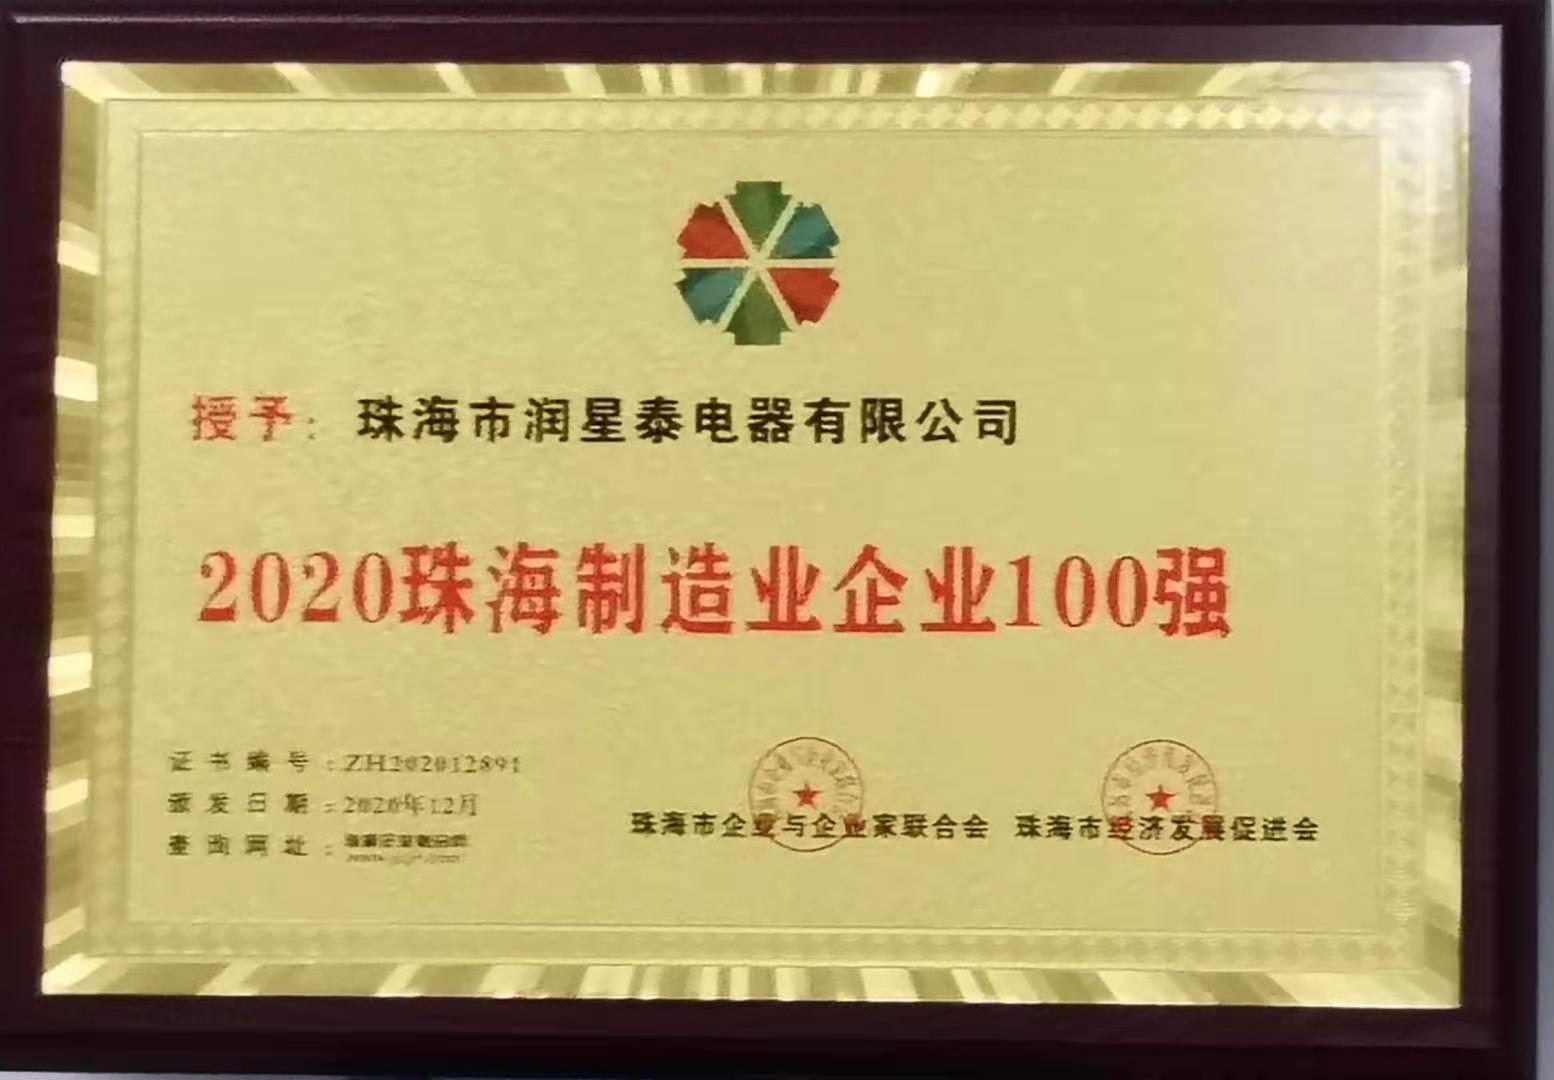 授予：珠海市润星泰电器有限公司
2020珠海制造业企业100强
证书编号：ZH202012891
颁发日期：2020年12月
查询网址：
珠海市企业与企业家联合会 珠海市经济发展促进会